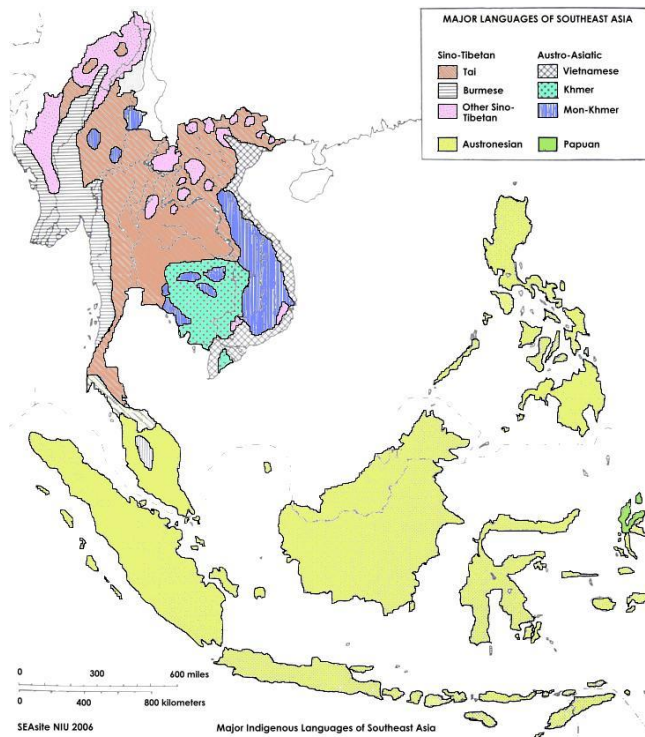 MAJOR LANGUAGES OF SOUTHEAST ASIA
Sino-Tibetan
Tai
Burmese
Other Sino-
Tibetan
Austronesian
Austro-Asiatic
Vietnamese
Khmer
Mon-Khmer
Papuan
0 300 600 miles
0 400 800 kilometers
SEAsite NIU 2006
Major Indigenous Languages of Southeast Asia